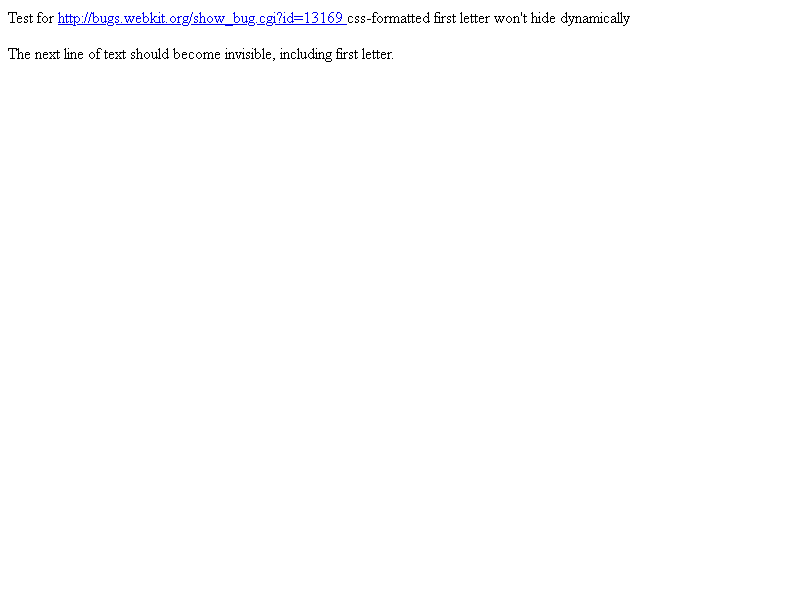 Test for http://bugs.webkit.org/show_bug.cgi?id=13169 css-formatted first letter won't hide dynamically
The next line of text should become invisible, including first letter.